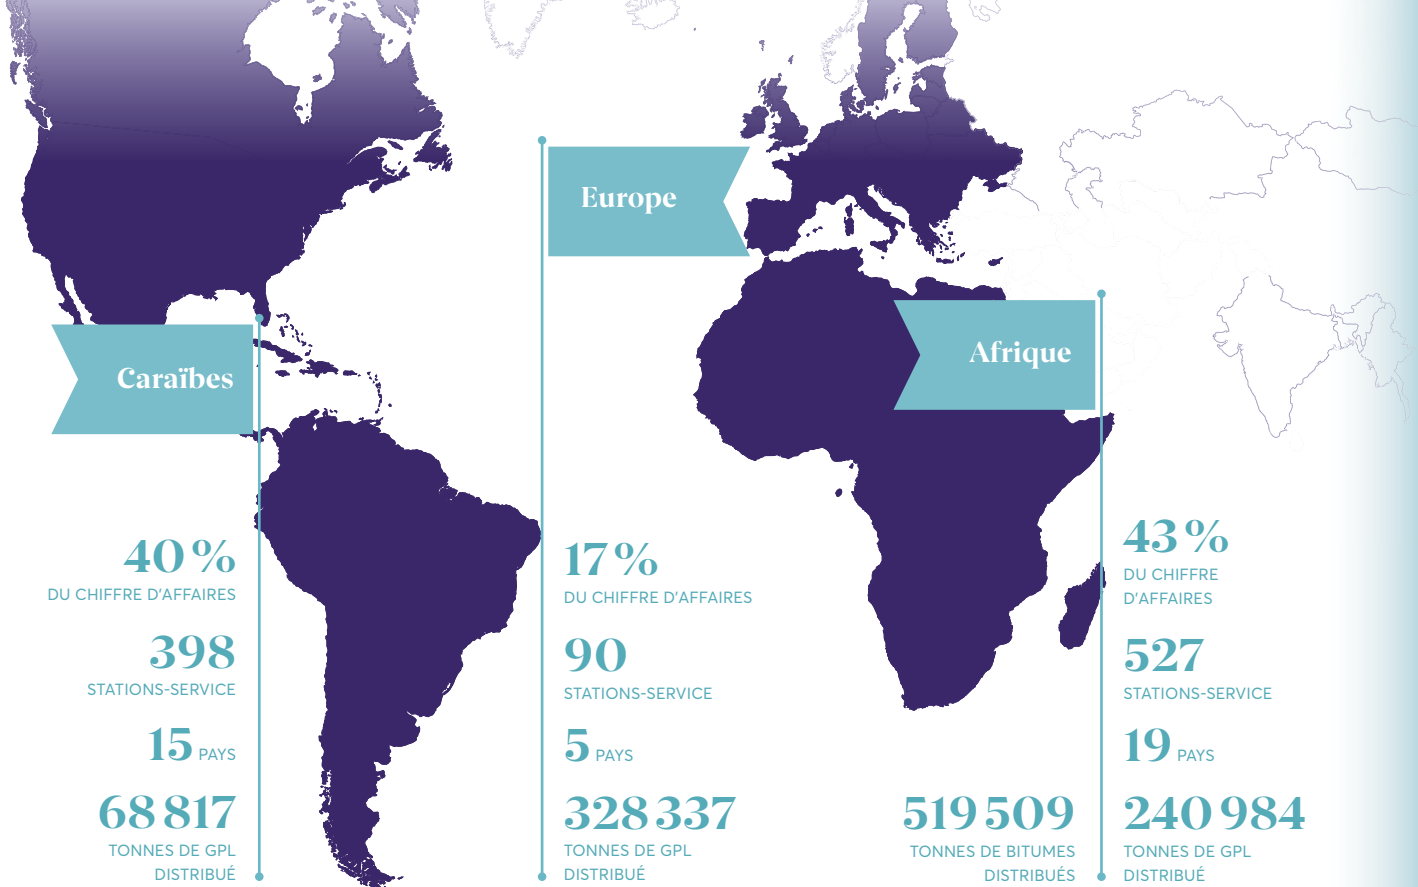 Europe
Afrique
Caraïbes
40 %
DU CHIFFRE D'AFFAIRES
398
STATIONS-SERVICE
15 PAYS
68 817
TONNES DE GPL
DISTRIBUÉ
17 %
DU CHIFFRE D'AFFAIRES
90
STATIONS-SERVICE
5 PAYS
328 337
TONNES DE GPL
DISTRIBUÉ
519 509
TONNES DE BITUMES
DISTRIBUÉS
43 %
DU CHIFFRE
D'AFFAIRES
527
STATIONS-SERVICE
19 PAYS
240 984
TONNES DE GPL
DISTRIBUÉ